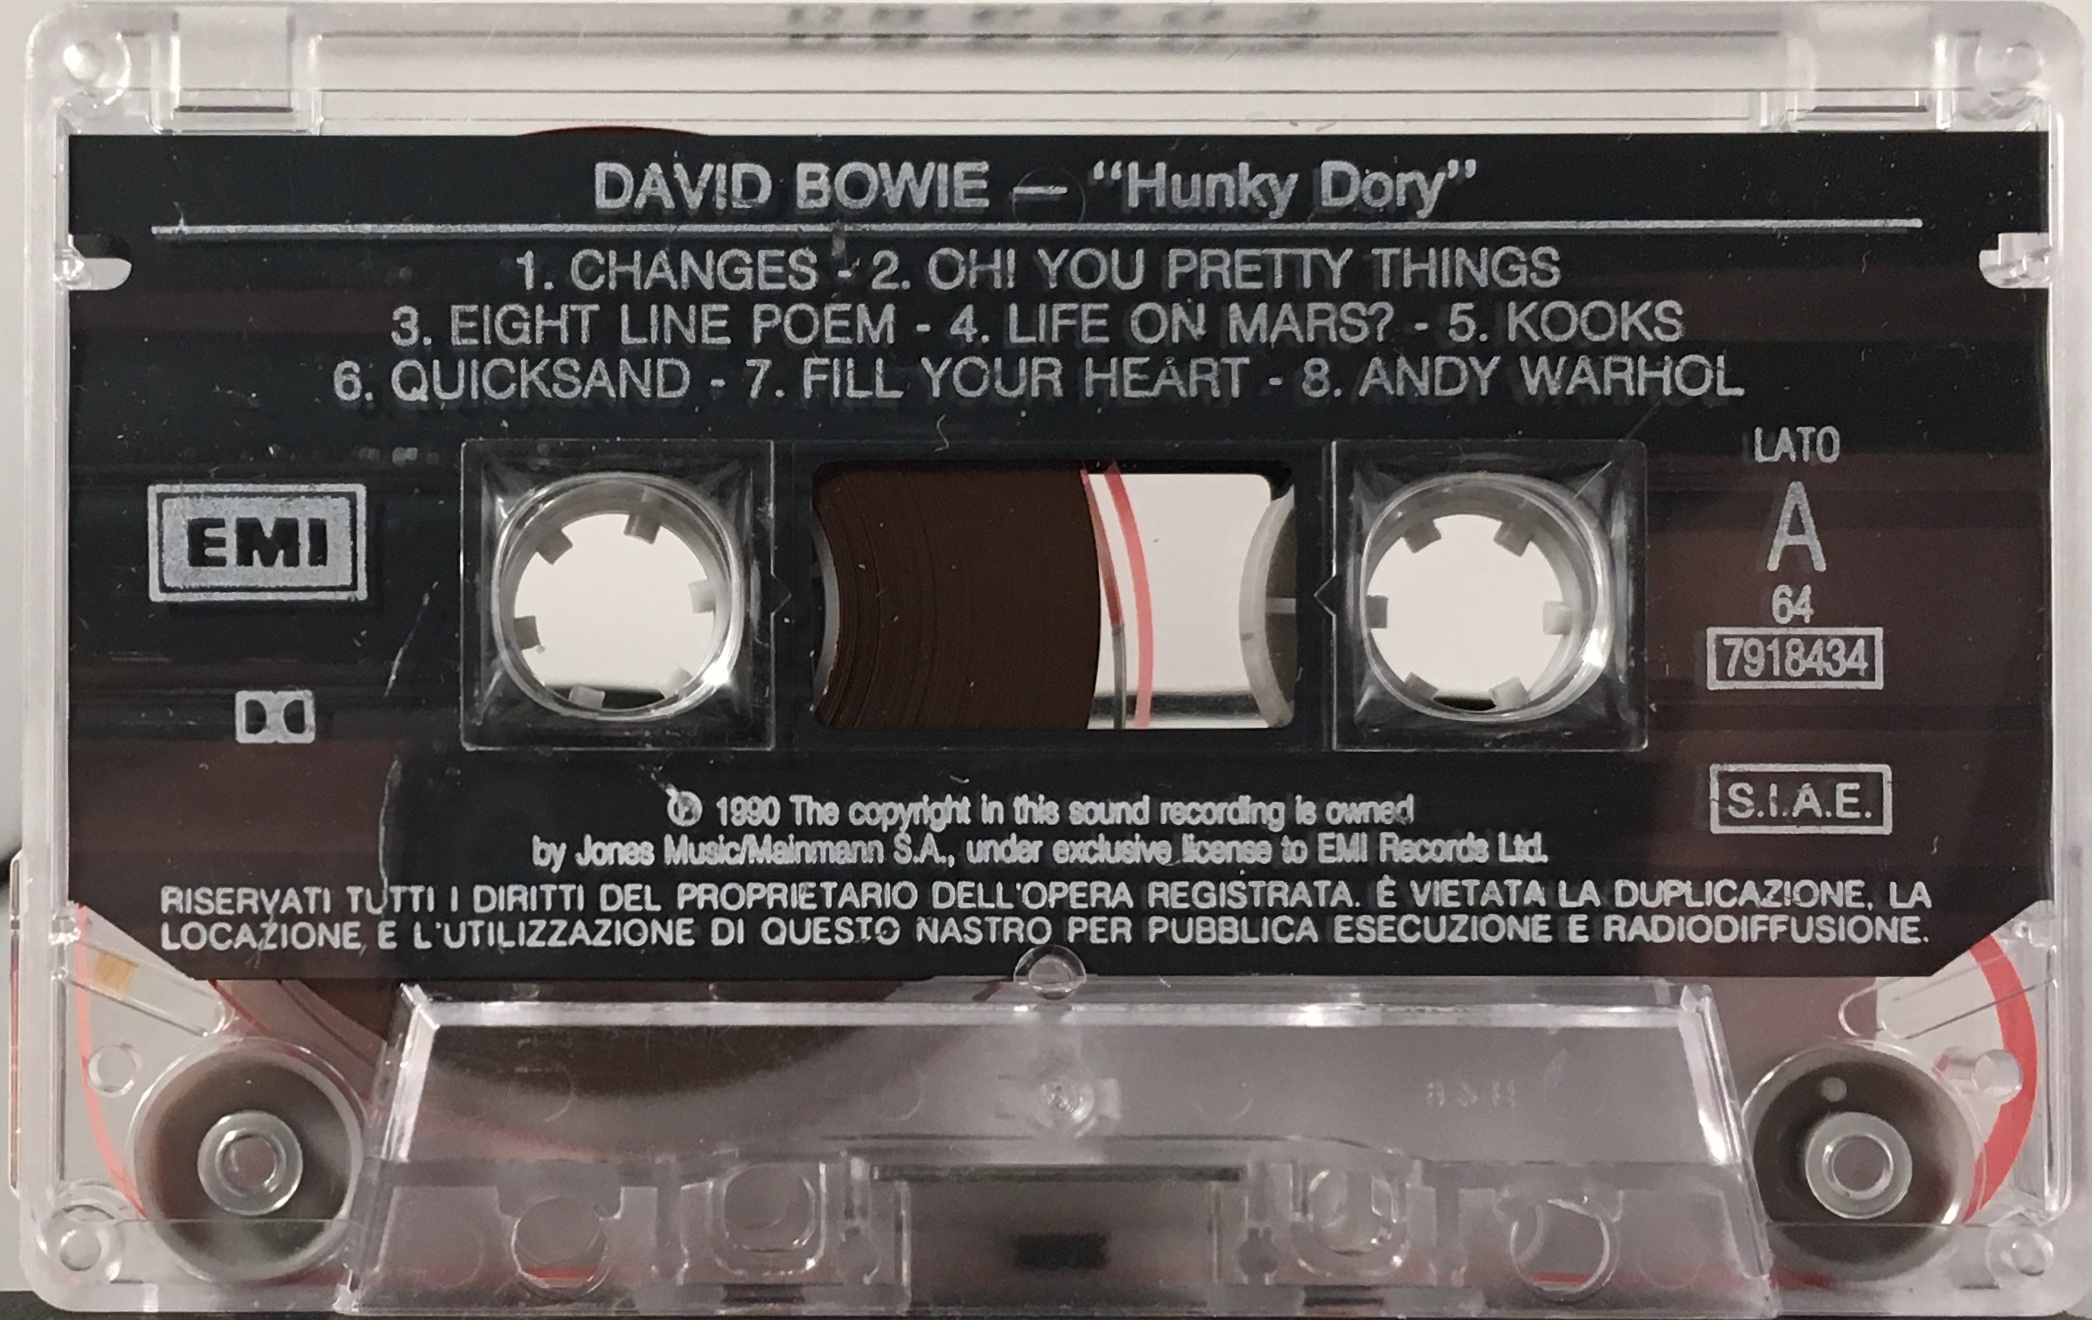 DAVID BOWIE — “Hunky Dory”
1. CHANGES - 2. OH! YOU PRETTY THINGS
3. EIGHT LINE POEM - 4. LIFE ON MARS? - 5. KOOKS
6. QUICKSAND - 7. FILL YOUR HEART - 8. ANDY WARHOL
LATO
A
64
7918434
EMI
S.I.A.E.
℗ 1990 The copyright in this sound recording is owned
by Jones Music/Mainmann S.A., under exclusive license to EMI Records Ltd.
RISERVATI TUTTI I DIRITTI DEL PROPRIETARIO DELL'OPERA REGISTRATA. È VIETATA LA DUPLICAZIONE, LA
LOCAZIONE E L'UTILIZZAZIONE DI QUESTO NASTRO PER PUBBLICA ESECUZIONE E RADIODIFFUSIONE.